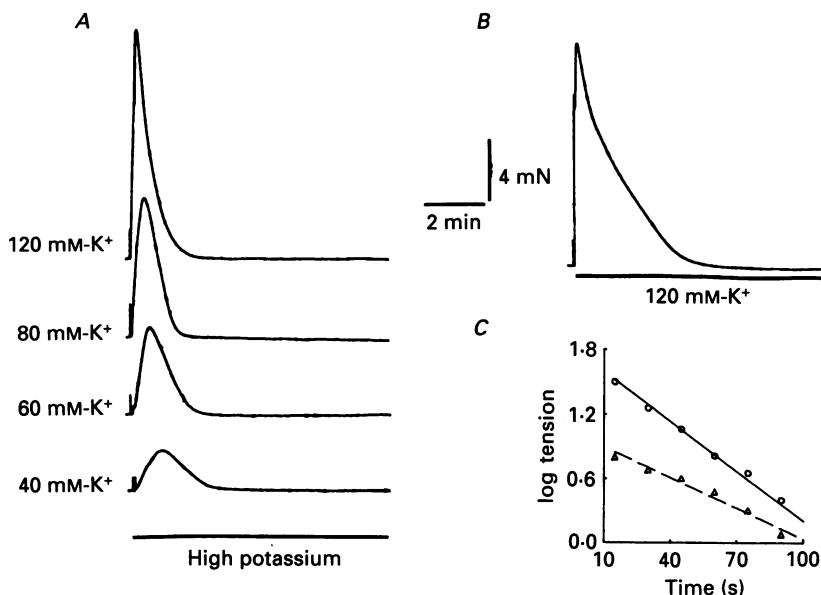 A
120 mM-K+
80 mM-K+
60 mM-K+
40 mM-K+
High potassium
B
4 mN
2 min
120 mM-K+
C
1·8
1·2
0·6
0·0
log tension
10
40
70
100
Time (s)